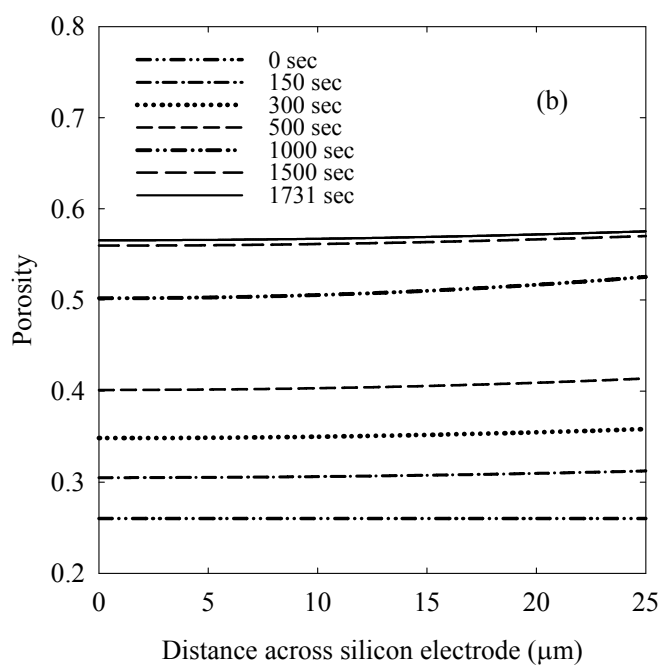 0.8
0 sec
150 sec
300 sec
500 sec
1000 sec
1500 sec
1731 sec
(b)
0.7
0.6
0.5
0.4
0.3
0.2
Porosity
0 5 10 15 20 25
Distance across silicon electrode (μm)